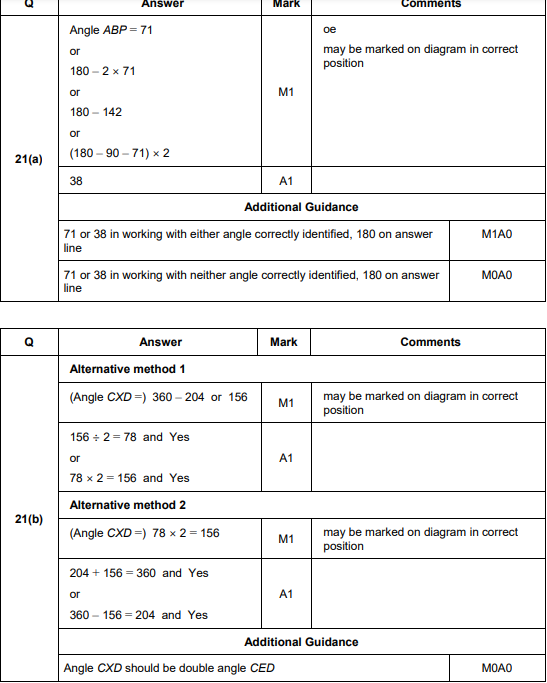 Q Answer Mark Comments
Angle ABP = 71
or
180 – 2 × 71
or
180 – 142
or
(180 – 90 – 71) × 2
M1
oe
may be marked on diagram in correct
position
21(a)
38 A1
Additional Guidance
71 or 38 in working with either angle correctly identified, 180 on answer
line
M1A0
71 or 38 in working with neither angle correctly identified, 180 on answer
line
M0A0
Q Answer Mark Comments
21(b)
Alternative method 1
(Angle CXD =) 360 – 204 or 156
M1
may be marked on diagram in correct
position
156 ÷ 2 = 78 and Yes
or
78 × 2 = 156 and Yes
A1
Alternative method 2
(Angle CXD =) 78 × 2 = 156
M1
may be marked on diagram in correct
position
204 + 156 = 360 and Yes
or
360 – 156 = 204 and Yes
A1
Additional Guidance
Angle CXD should be double angle CED M0A0